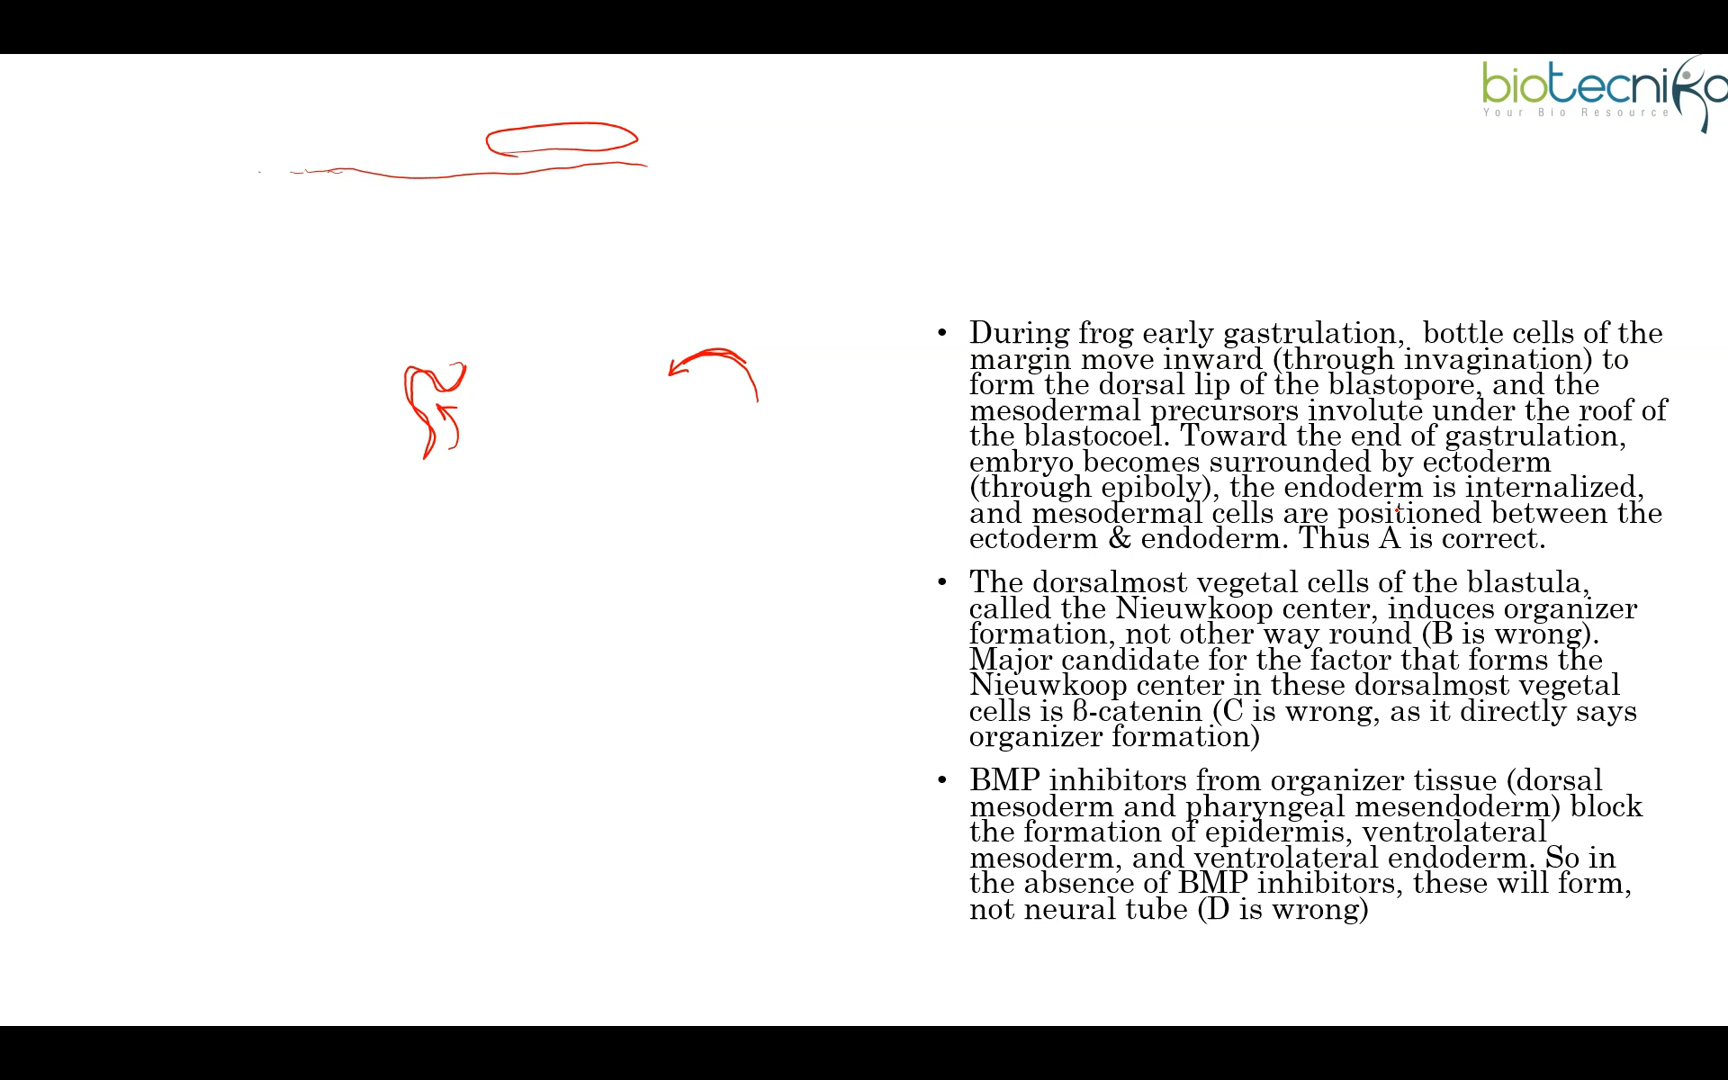 biotecnika
Your Bio Resource
• During frog early gastrulation, bottle cells of the
margin move inward (through invagination) to
form the dorsal lip of the blastopore, and the
mesodermal precursors involute under the roof of
the blastocoel. Toward the end of gastrulation,
embryo becomes surrounded by ectoderm
(through epiboly), the endoderm is internalized,
and mesodermal cells are positioned between the
ectoderm & endoderm. Thus A is correct.
• The dorsalmost vegetal cells of the blastula,
called the Nieuwkoop center, induces organizer
formation, not other way round (B is wrong).
Major candidate for the factor that forms the
Nieuwkoop center in these dorsalmost vegetal
cells is β-catenin (C is wrong, as it directly says
organizer formation)
• BMP inhibitors from organizer tissue (dorsal
mesoderm and pharyngeal mesendoderm) block
the formation of epidermis, ventrolateral
mesoderm, and ventrolateral endoderm. So in
the absence of BMP inhibitors, these will form,
not neural tube (D is wrong)